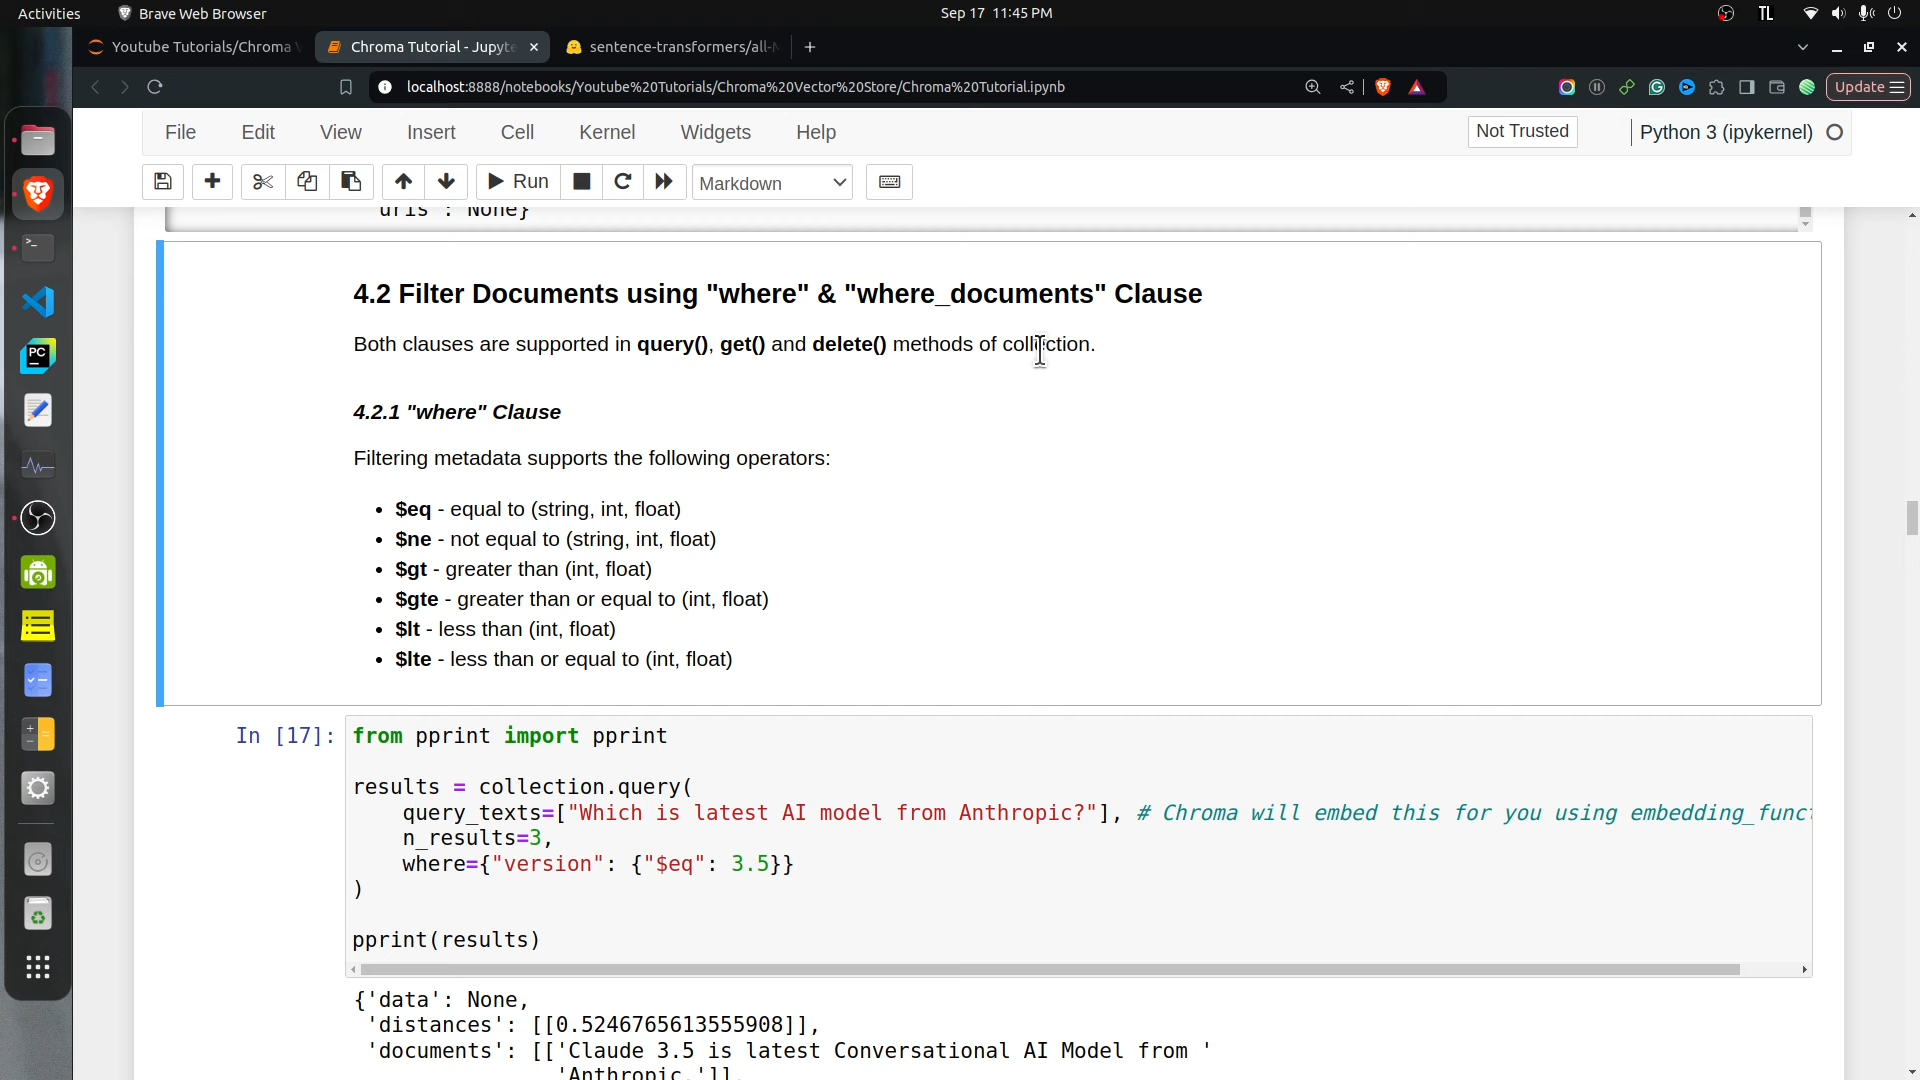 Activities
Brave Web Browser
Sep 17 11:45 PM
TL
Youtube Tutorials/Chroma
Chroma Tutorial - Jupyte
sentence-transformers/all-
localhost:8888/notebooks/Youtube%20Tutorials/Chroma%20Vector%20Store/Chroma%20Tutorial.ipynb
Update
File Edit View Insert Cell Kernel Widgets Help
Not Trusted
Python 3 (ipykernel)
Run
Markdown
uris': None}
4.2 Filter Documents using "where" & "where_documents" Clause
Both clauses are supported in query(), get() and delete() methods of collection.
4.2.1 "where" Clause
Filtering metadata supports the following operators:
• $eq - equal to (string, int, float)
• $ne - not equal to (string, int, float)
• $gt - greater than (int, float)
• $gte - greater than or equal to (int, float)
• $lt - less than (int, float)
• $lte - less than or equal to (int, float)
In [17]: from pprint import pprint
results = collection.query(
query_texts=["Which is latest AI model from Anthropic?"], # Chroma will embed this for you using embedding_funct
n_results=3,
where={"version": {"$eq": 3.5}}
)
pprint(results)
{'data': None,
'distances': [[0.5246765613555908]],
'documents': [['Claude 3.5 is latest Conversational AI Model from '
'Anthropic.']],
PC